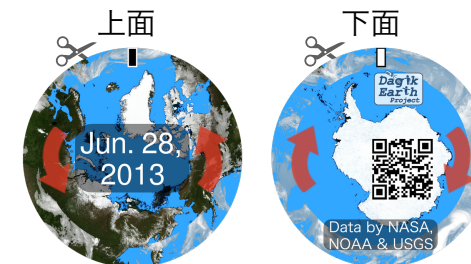 上面
下面
Jun. 28,
2013
Dagik
Earth
Project
Data by NASA,
NOAA & USGS